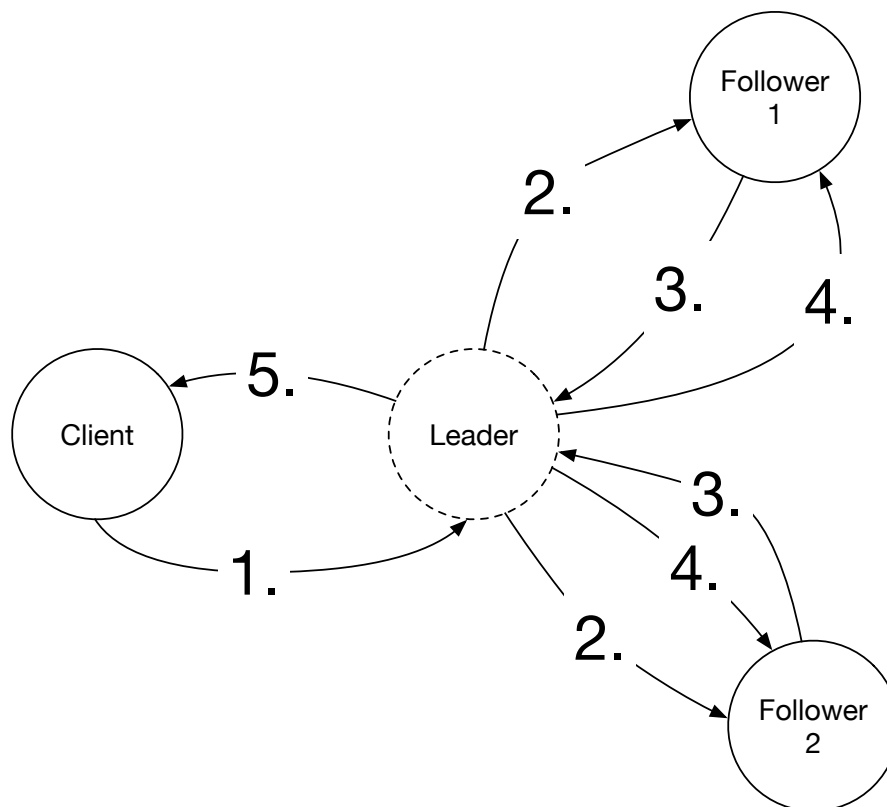 Follower
1
2.
3.
4.
5.
Client
Leader
3.
1.
4.
2.
Follower
2